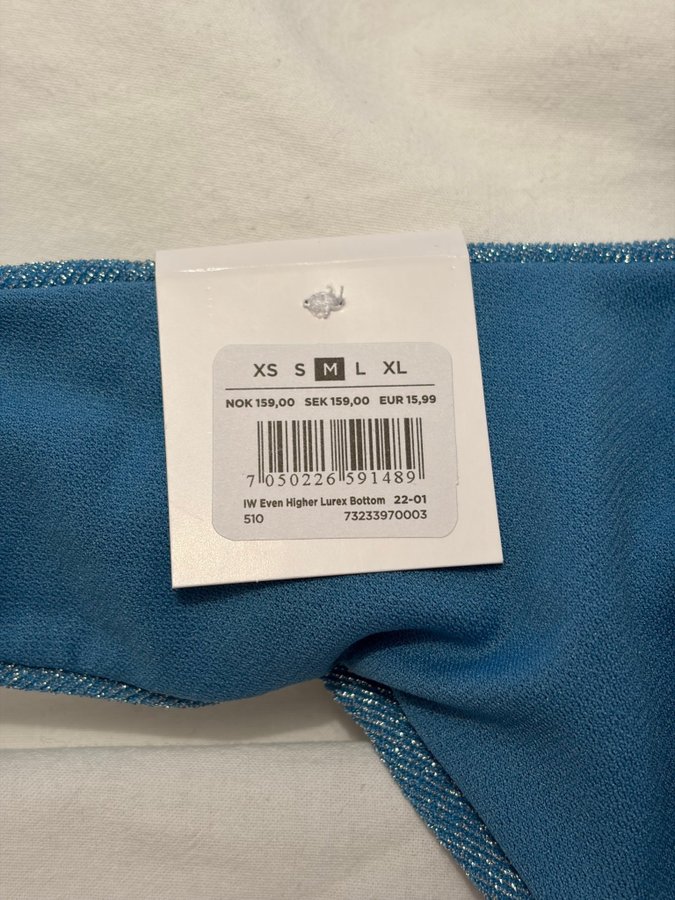 XS S M L XL
NOK 159,00 SEK 159,00 EUR 15,99
7 050226 591489
IW Even Higher Lurex Bottom 22-01
510 73233970003